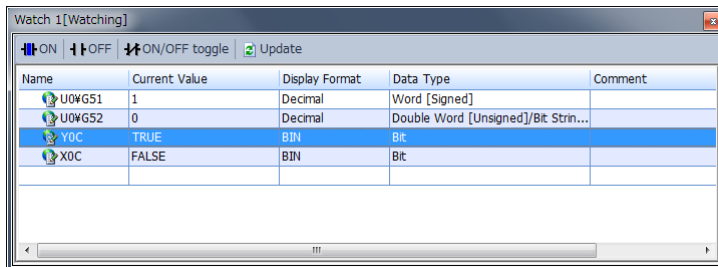 Watch 1[Watching]
ON OFF ON/OFF toggle Update
Name Current Value Display Format Data Type Comment
U0¥G51 1 Decimal Word [Signed]
U0¥G52 0 Decimal Double Word [Unsigned]/Bit Strin...
Y0C TRUE BIN Bit
X0C FALSE BIN Bit